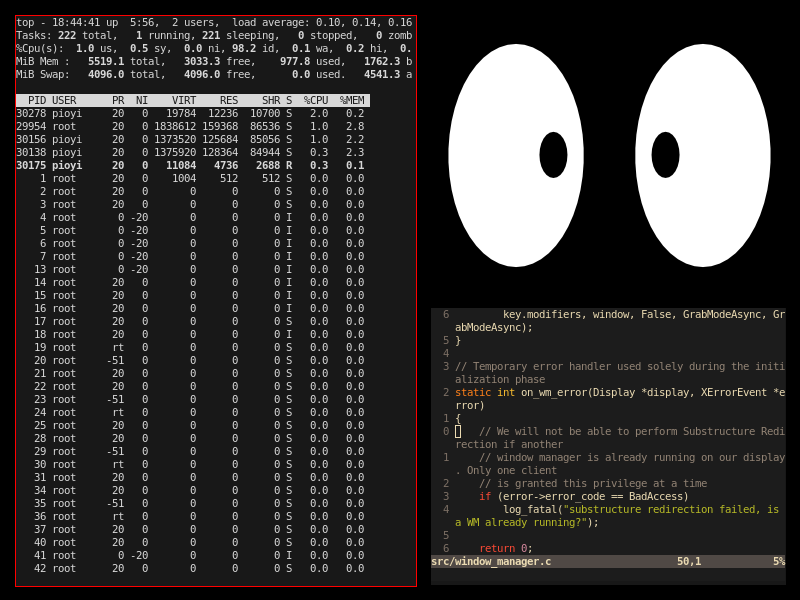 top - 18:44:41 up  5:56,  2 users,  load average: 0.10, 0.14, 0.16
Tasks: 222 total,   1 running, 221 sleeping,   0 stopped,   0 zomb
%Cpu(s):  1.0 us,  0.5 sy,  0.0 ni, 98.2 id,  0.1 wa,  0.2 hi,  0.
MiB Mem :   5519.1 total,   3033.3 free,    977.8 used,   1762.3 b
MiB Swap:   4096.0 total,   4096.0 free,      0.0 used.   4541.3 a
PID USER      PR  NI    VIRT    RES    SHR S  %CPU  %MEM
30278 pioyi     20   0   19784  12236  10700 S   2.0   0.2
29954 root      20   0 1838612 159368  86536 S   1.0   2.8
30156 pioyi     20   0 1373520 125684  85056 S   1.0   2.2
30138 pioyi     20   0 1375920 128364  84944 S   0.3   2.3
30175 pioyi     20   0   11084   4736   2688 R   0.3   0.1
1 root      20   0    1004    512    512 S   0.0   0.0
2 root      20   0       0      0      0 S   0.0   0.0
3 root      20   0       0      0      0 S   0.0   0.0
4 root       0 -20       0      0      0 I   0.0   0.0
5 root       0 -20       0      0      0 I   0.0   0.0
6 root       0 -20       0      0      0 I   0.0   0.0
7 root       0 -20       0      0      0 I   0.0   0.0
13 root       0 -20       0      0      0 I   0.0   0.0
14 root      20   0       0      0      0 I   0.0   0.0
15 root      20   0       0      0      0 I   0.0   0.0
16 root      20   0       0      0      0 I   0.0   0.0
17 root      20   0       0      0      0 S   0.0   0.0
18 root      20   0       0      0      0 I   0.0   0.0
19 root      rt   0       0      0      0 S   0.0   0.0
20 root     -51   0       0      0      0 S   0.0   0.0
21 root      20   0       0      0      0 S   0.0   0.0
22 root      20   0       0      0      0 S   0.0   0.0
23 root     -51   0       0      0      0 S   0.0   0.0
24 root      rt   0       0      0      0 S   0.0   0.0
25 root      20   0       0      0      0 S   0.0   0.0
28 root      20   0       0      0      0 S   0.0   0.0
29 root     -51   0       0      0      0 S   0.0   0.0
30 root      rt   0       0      0      0 S   0.0   0.0
31 root      20   0       0      0      0 S   0.0   0.0
34 root      20   0       0      0      0 S   0.0   0.0
35 root     -51   0       0      0      0 S   0.0   0.0
36 root      rt   0       0      0      0 S   0.0   0.0
37 root      20   0       0      0      0 S   0.0   0.0
40 root      20   0       0      0      0 S   0.0   0.0
41 root       0 -20       0      0      0 I   0.0   0.0
42 root      20   0       0      0      0 S   0.0   0.0
6         key.modifiers, window, False, GrabModeAsync, Gr
abModeAsync);
5 }
4
3 // Temporary error handler used solely during the initi
alization phase
2 static int on_wm_error(Display *display, XErrorEvent *e
rror)
1 {
0    // We will not be able to perform Substructure Redi
rection if another
1     // window manager is already running on our display
. Only one client
2     // is granted this privilege at a time
3     if (error->error_code == BadAccess)
4         log_fatal("substructure redirection failed, is
a WM already running?");
5
6     return 0;
src/window_manager.c                     50,1            5%